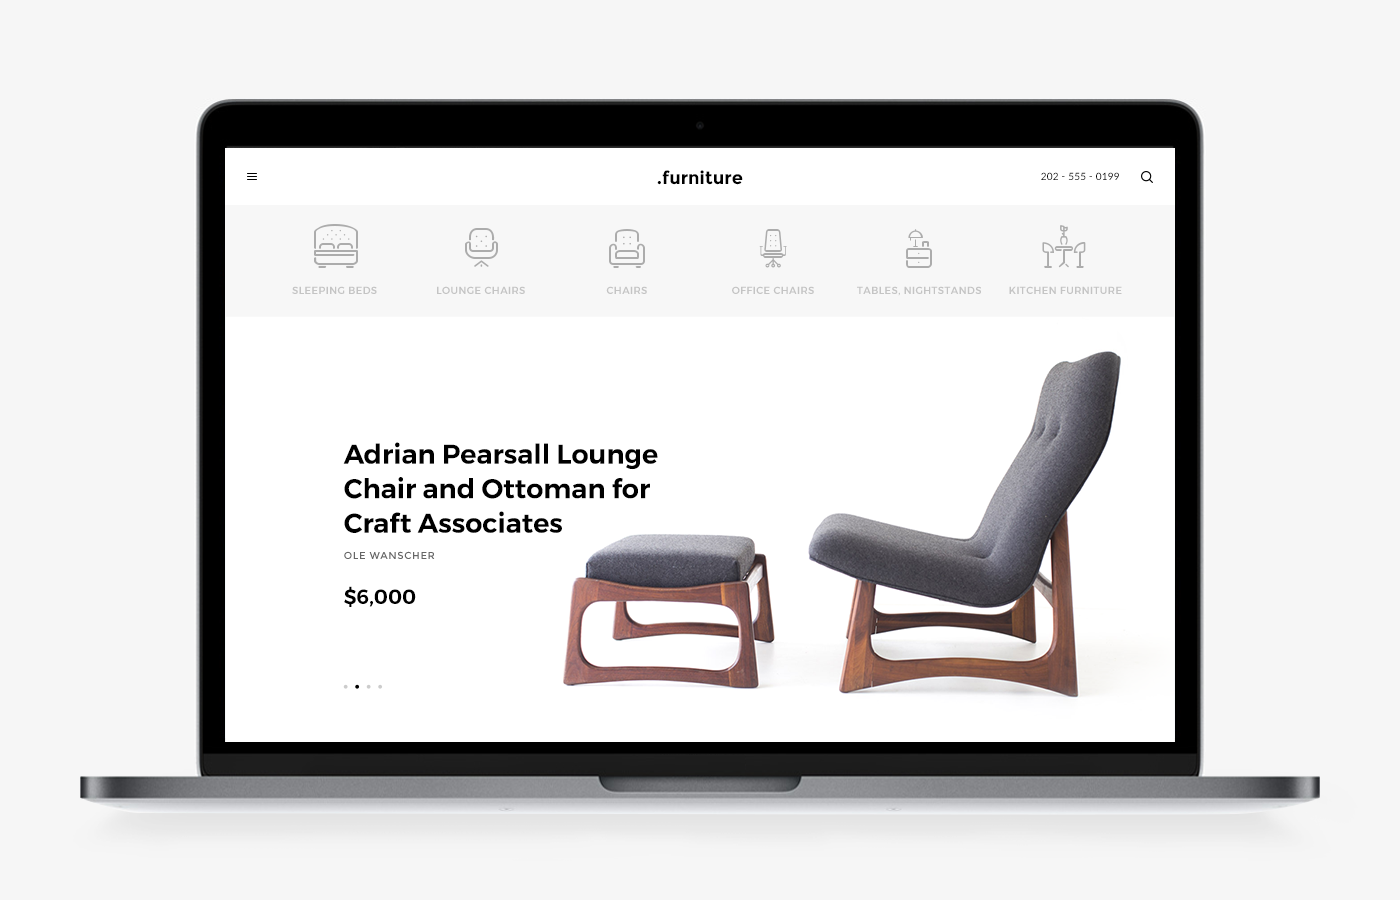 .furniture
202 - 555 - 0199
SLEEPING BEDS
LOUNGE CHAIRS
CHAIRS
OFFICE CHAIRS
TABLES, NIGHTSTANDS
KITCHEN FURNITURE
Adrian Pearsall Lounge
Chair and Ottoman for
Craft Associates
OLE WANSCHER
$6,000